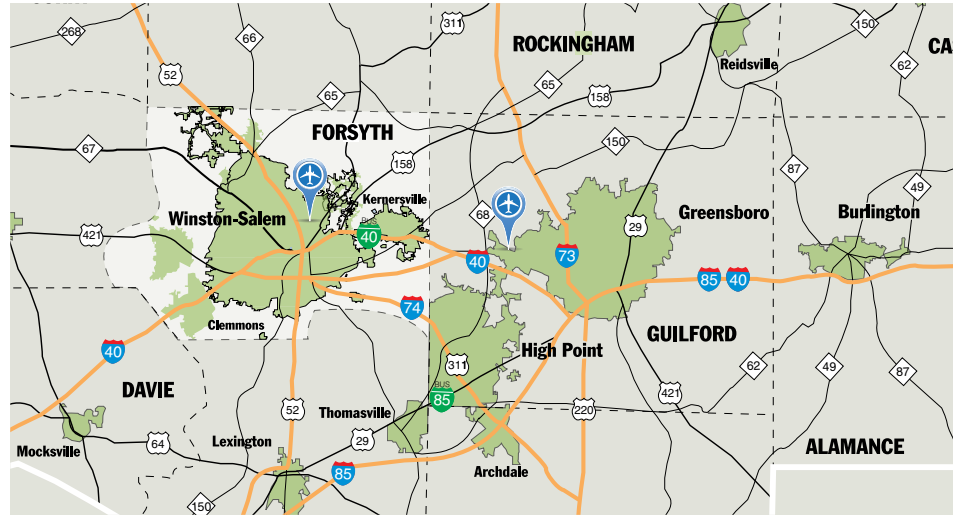 268
66
311
ROCKINGHAM
150
CA
52
65
65
158
Reidsville
62
67
FORSYTH
158
150
87
49
Kernersville
Winston-Salem
68
Greensboro
Burlington
421
BUS
40
40
73
29
85
40
74
Clemmons
GUILFORD
40
High Point
311
62
49
87
DAVIE
BUS
85
52
Thomasville
220
421
Mocksville
64
Lexington
29
ALAMANCE
85
Archdale
150